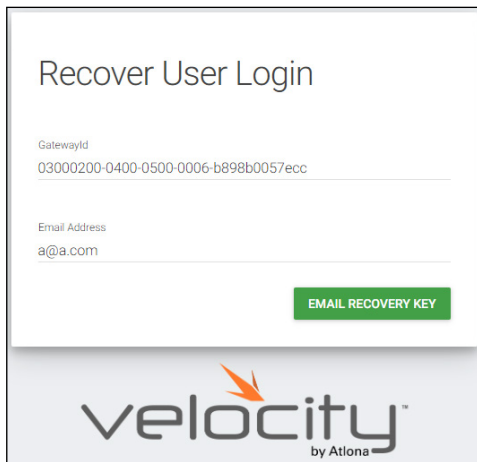 Recover User Login
GatewayId
03000200-0400-0500-0006-b898b0057ecc
Email Address
a@a.com
EMAIL RECOVERY KEY
velocity™
by Atlona